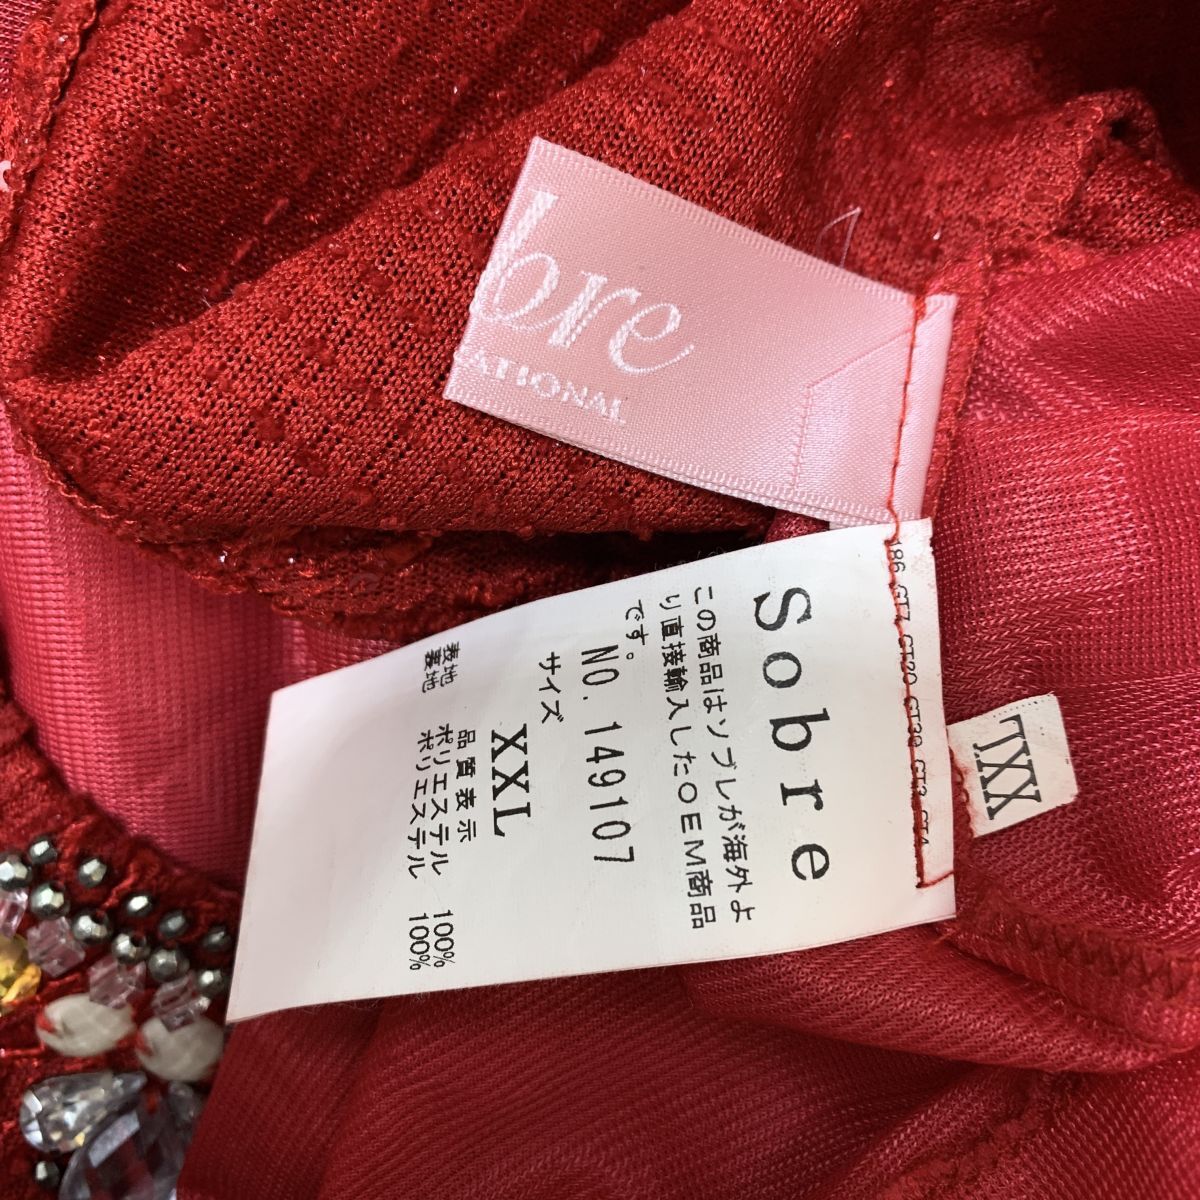 bre
ATIONAL
Sobre
この商品はソブレが海外よ
り直接輸入したOEM商品
です。
NO. 149107
サイズ
XXL
品質表示
表地 ポリエステル 100%
裏地 ポリエステル 100%
XXL